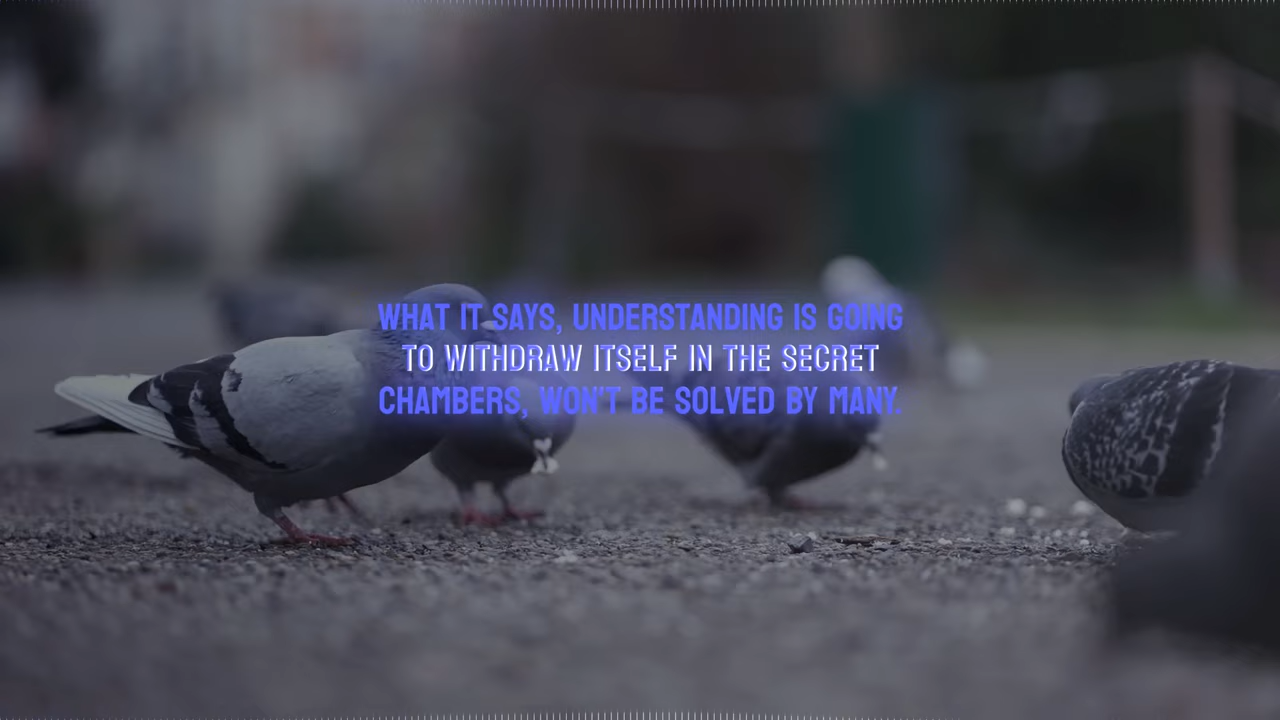 WHAT IT SAYS, UNDERSTANDING IS GOING
TO WITHDRAW ITSELF IN THE SECRET
CHAMBERS, WON'T BE SOLVED BY MANY.